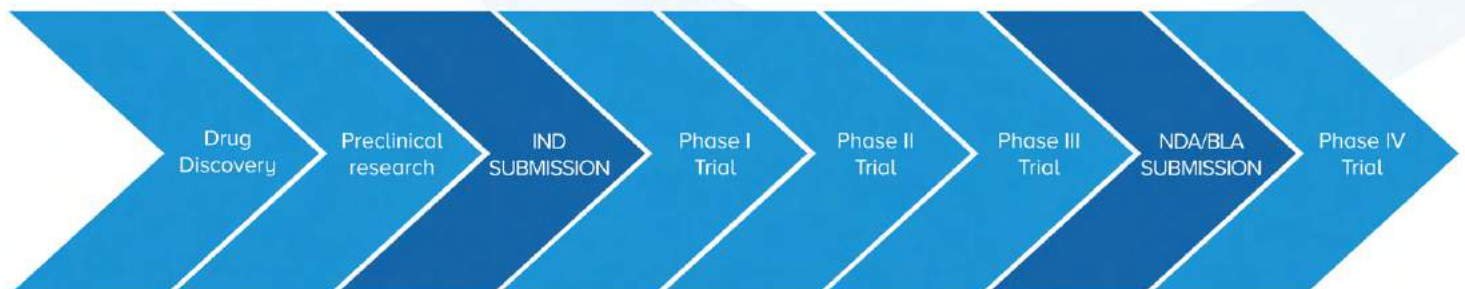 Drug
Discovery
Preclinical
research
IND
SUBMISSION
Phase I
Trial
Phase II
Trial
Phase III
Trial
NDA/BLA
SUBMISSION
Phase IV
Trial